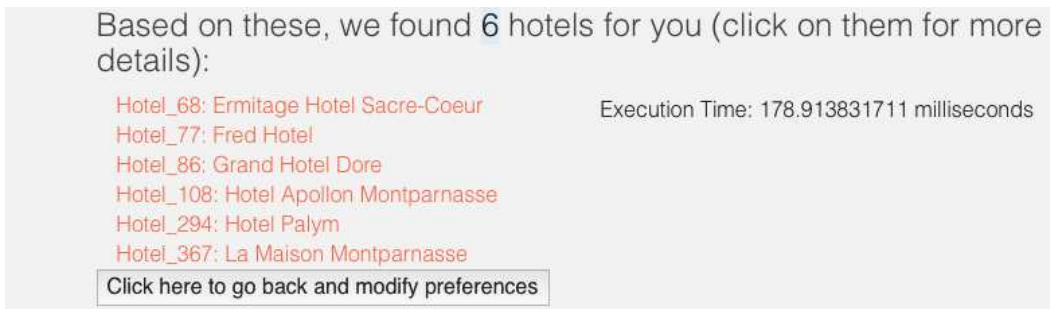 Based on these, we found 6 hotels for you (click on them for more
details):
Hotel_68: Ermitage Hotel Sacre-Coeur
Execution Time: 178.913831711 milliseconds
Hotel_77: Fred Hotel
Hotel_86: Grand Hotel Dore
Hotel_108: Hotel Apollon Montparnasse
Hotel_294: Hotel Palym
Hotel_367: La Maison Montparnasse
Click here to go back and modify preferences